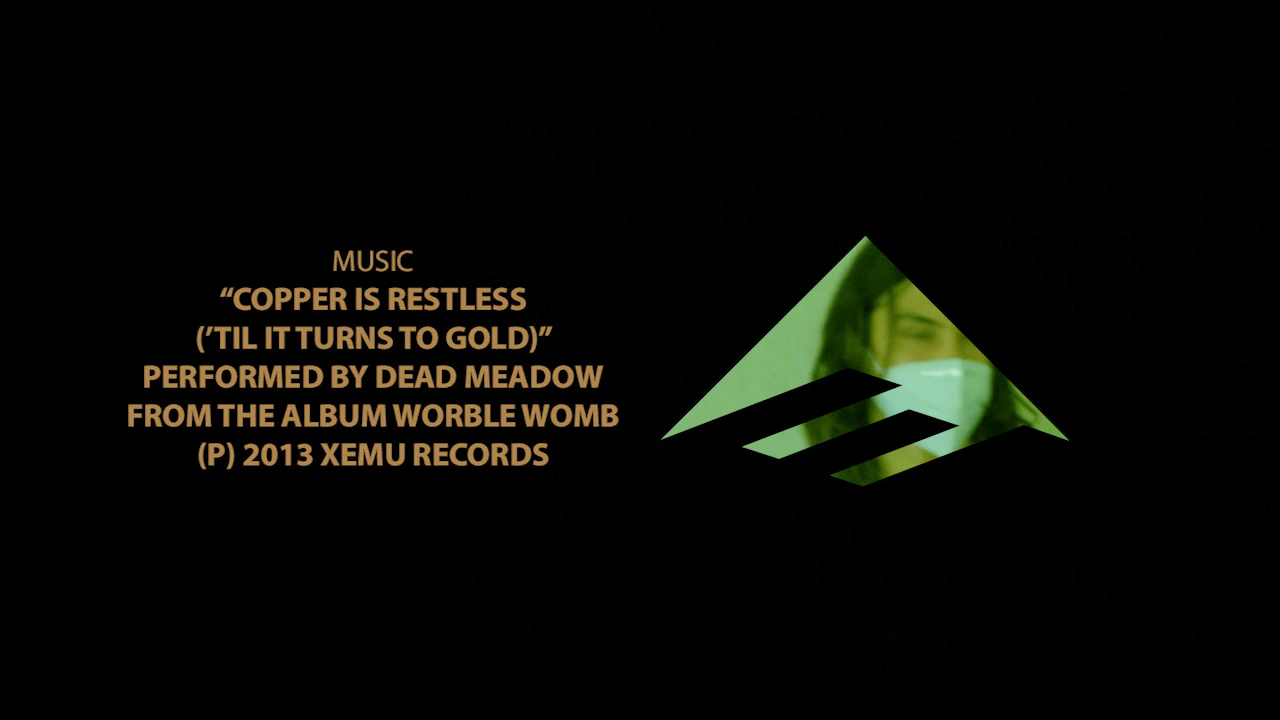 MUSIC
“COPPER IS RESTLESS
(’TIL IT TURNS TO GOLD)”
PERFORMED BY DEAD MEADOW
FROM THE ALBUM WORBLE WOMB
(P) 2013 XEMU RECORDS